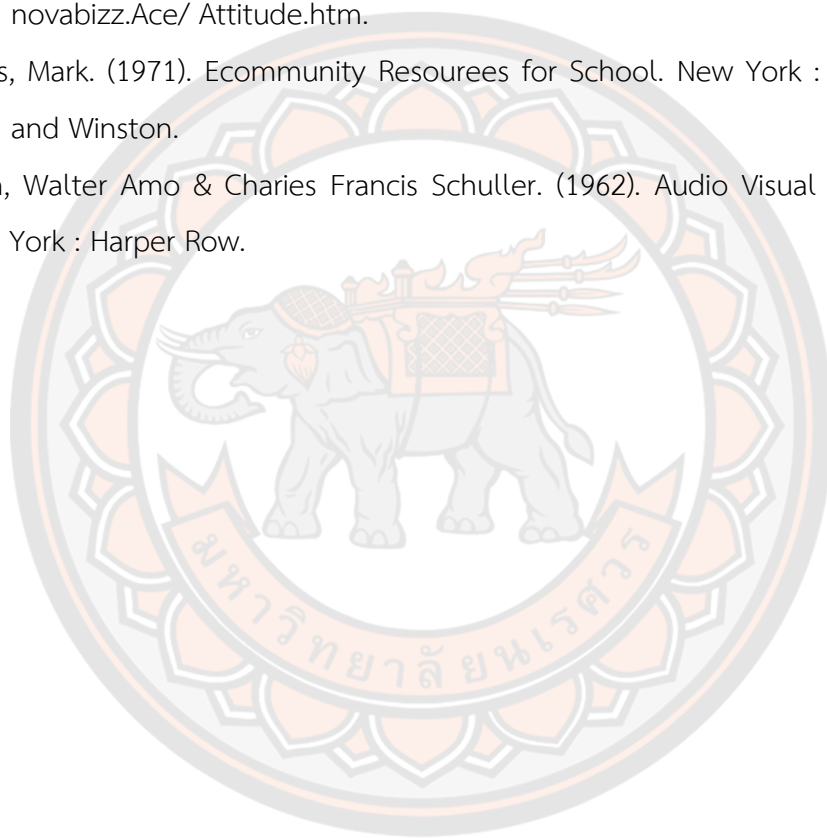 novabizz.Ace/ Attitude.htm.
s, Mark. (1971). Ecommunity Resourees for School. New York :
and Winston.
, Walter Amo & Charies Francis Schuller. (1962). Audio Visual
York : Harper Row.
มหาวิทยาลัยนเรศวร